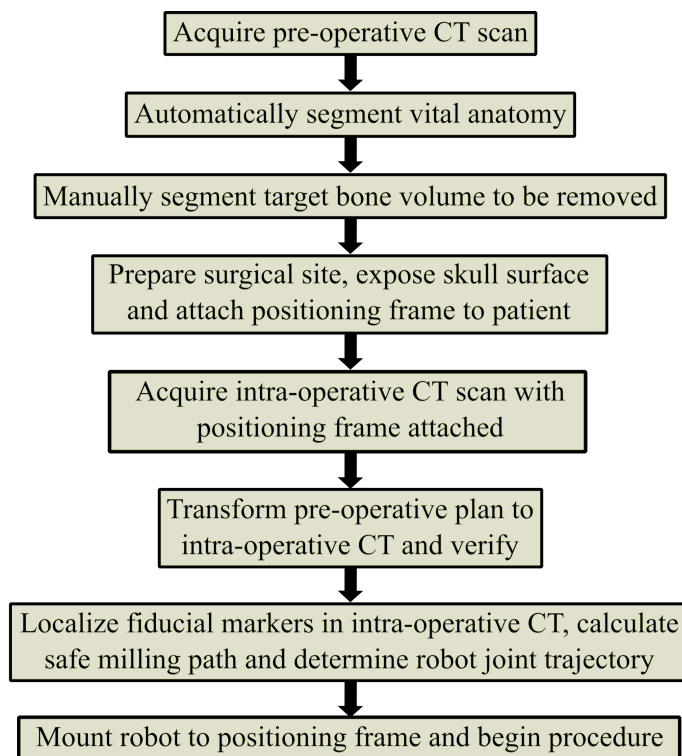 Acquire pre-operative CT scan
Automatically segment vital anatomy
Manually segment target bone volume to be removed
Prepare surgical site, expose skull surface
and attach positioning frame to patient
Acquire intra-operative CT scan with
positioning frame attached
Transform pre-operative plan to
intra-operative CT and verify
Localize fiducial markers in intra-operative CT, calculate
safe milling path and determine robot joint trajectory
Mount robot to positioning frame and begin procedure